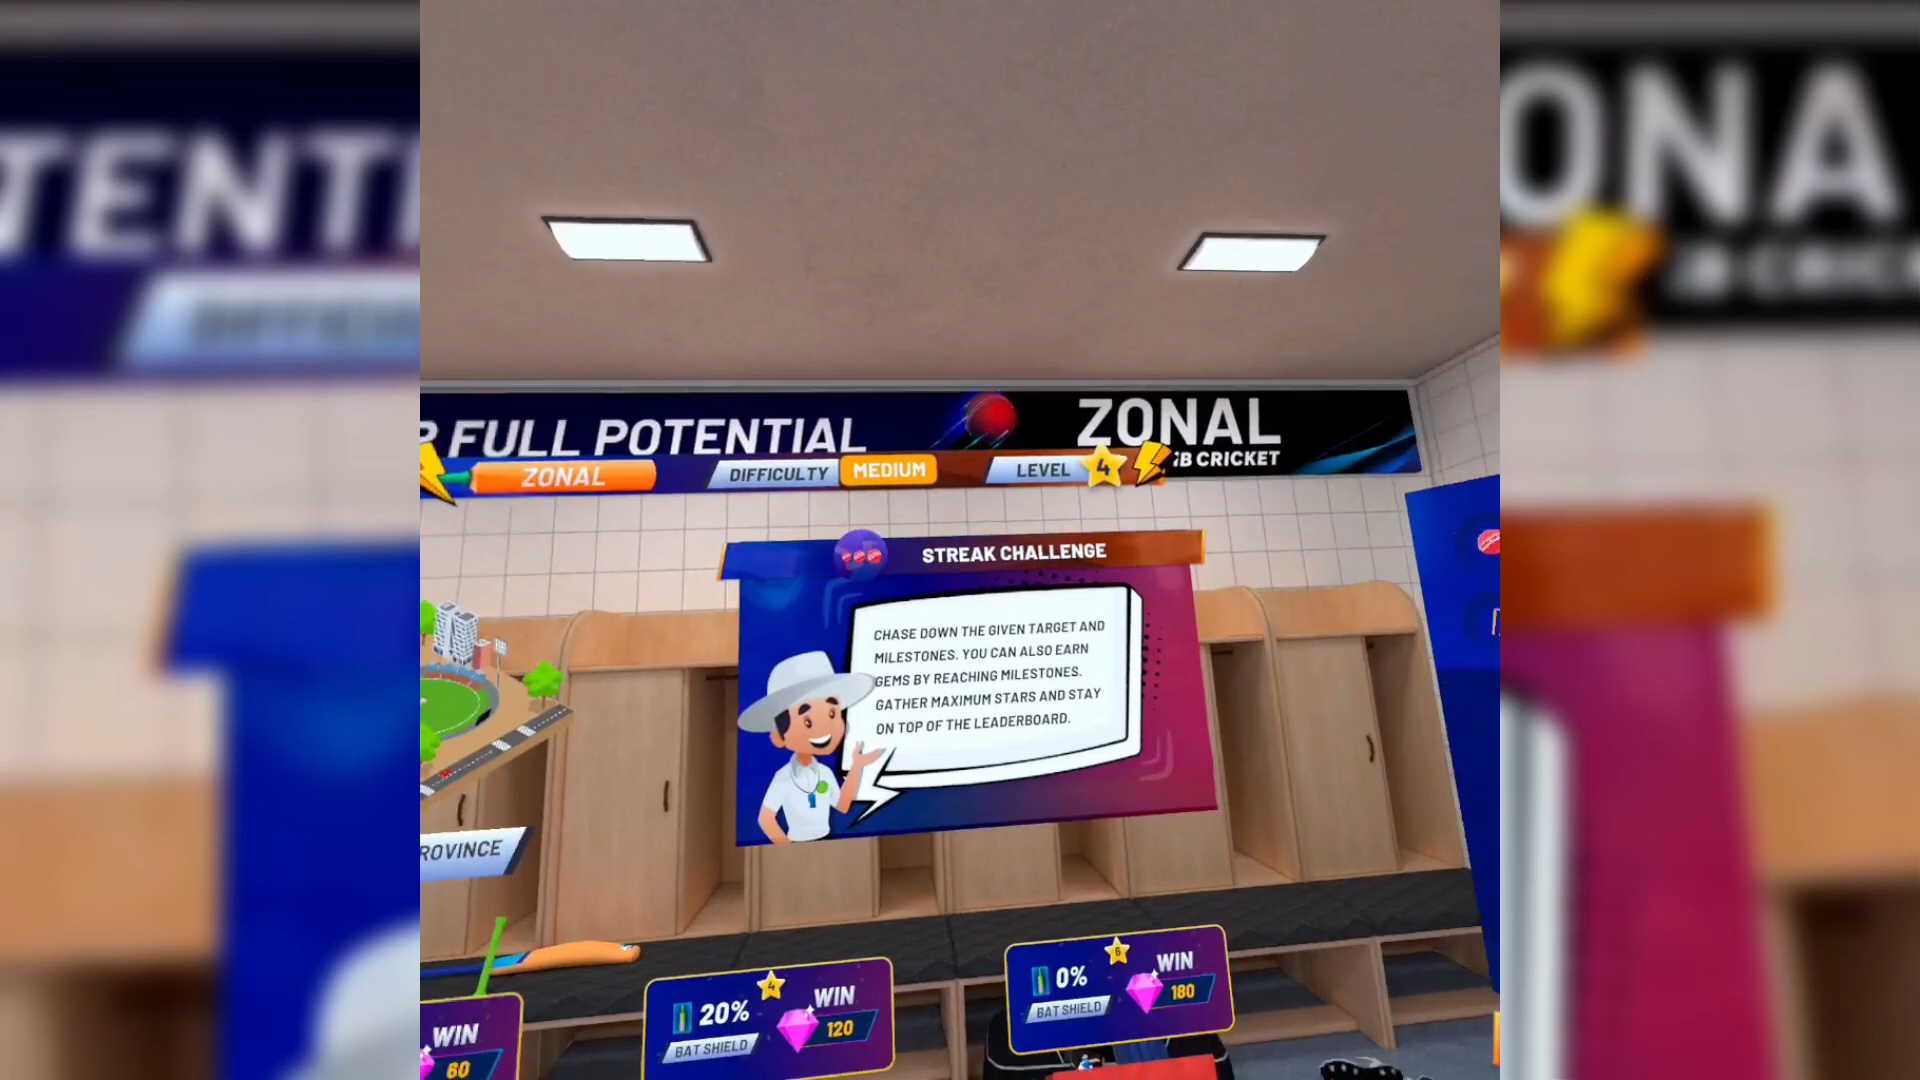 R FULL POTENTIAL
ZONAL
iB CRICKET
ZONAL
DIFFICULTY
MEDIUM
LEVEL
4
STREAK CHALLENGE
CHASE DOWN THE GIVEN TARGET AND
MILESTONES. YOU CAN ALSO EARN
GEMS BY REACHING MILESTONES.
GATHER MAXIMUM STARS AND STAY
ON TOP OF THE LEADERBOARD.
ROVINCE
WIN
60
4
20%
BAT SHIELD
WIN
120
6
0%
BAT SHIELD
WIN
180